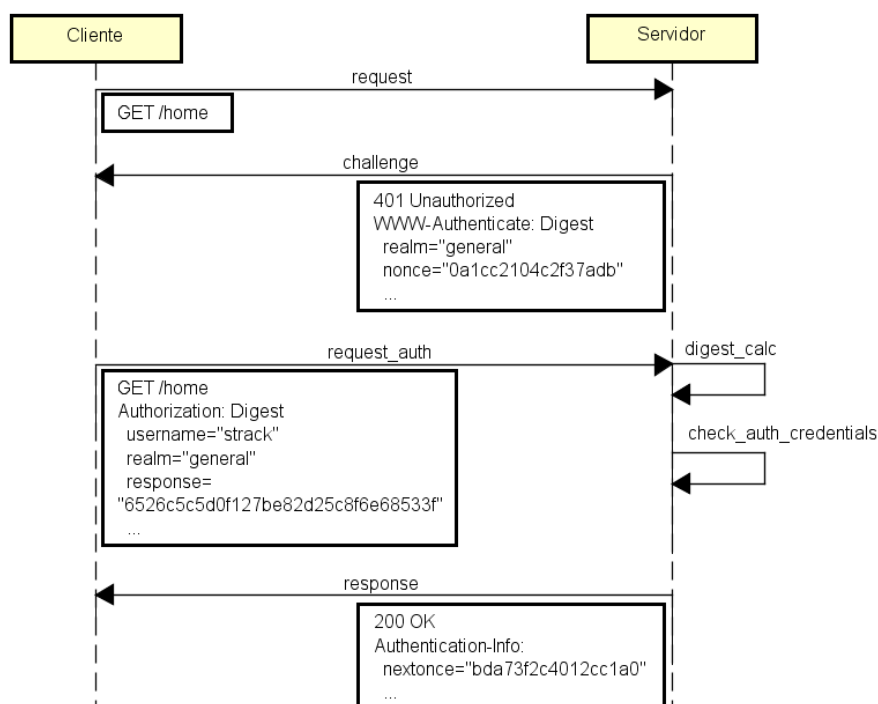 Cliente
Servidor
request
GET /home
challenge
401 Unauthorized
WWW-Authenticate: Digest
realm="general"
nonce="0a1cc2104c2f37adb"
...
request_auth
digest_calc
GET /home
Authorization: Digest
username="strack"
realm="general"
response=
"6526c5c5d0f127be82d25c8f6e68533f"
...
check_auth_credentials
response
200 OK
Authentication-Info:
nextonce="bda73f2c4012cc1a0"
...